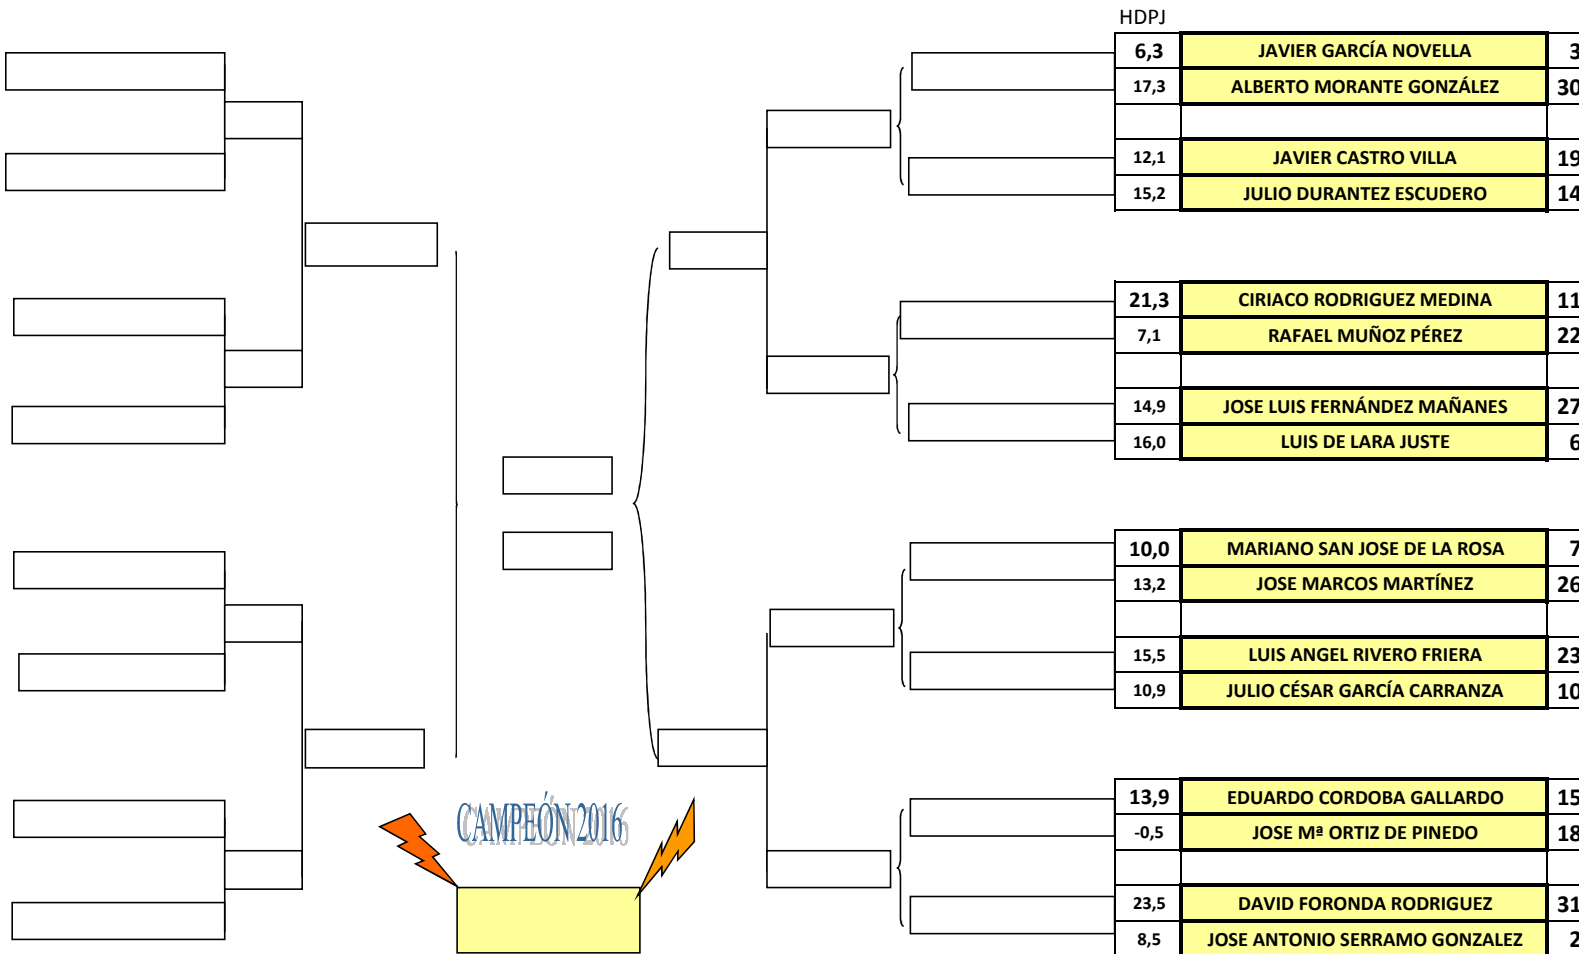 HDPJ
6,3 JAVIER GARCÍA NOVELLA 3
17,3 ALBERTO MORANTE GONZÁLEZ 30
12,1 JAVIER CASTRO VILLA 19
15,2 JULIO DURANTEZ ESCUDERO 14
21,3 CIRIACO RODRIGUEZ MEDINA 11
7,1 RAFAEL MUÑOZ PÉREZ 22
14,9 JOSE LUIS FERNÁNDEZ MAÑANES 27
16,0 LUIS DE LARA JUSTE 6
10,0 MARIANO SAN JOSE DE LA ROSA 7
13,2 JOSE MARCOS MARTÍNEZ 26
15,5 LUIS ANGEL RIVERO FRIERA 23
10,9 JULIO CÉSAR GARCÍA CARRANZA 10
13,9 EDUARDO CORDOBA GALLARDO 15
-0,5 JOSE Mª ORTIZ DE PINEDO 18
23,5 DAVID FORONDA RODRIGUEZ 31
8,5 JOSE ANTONIO SERRAMO GONZALEZ 2
CAMPEÓN 2016